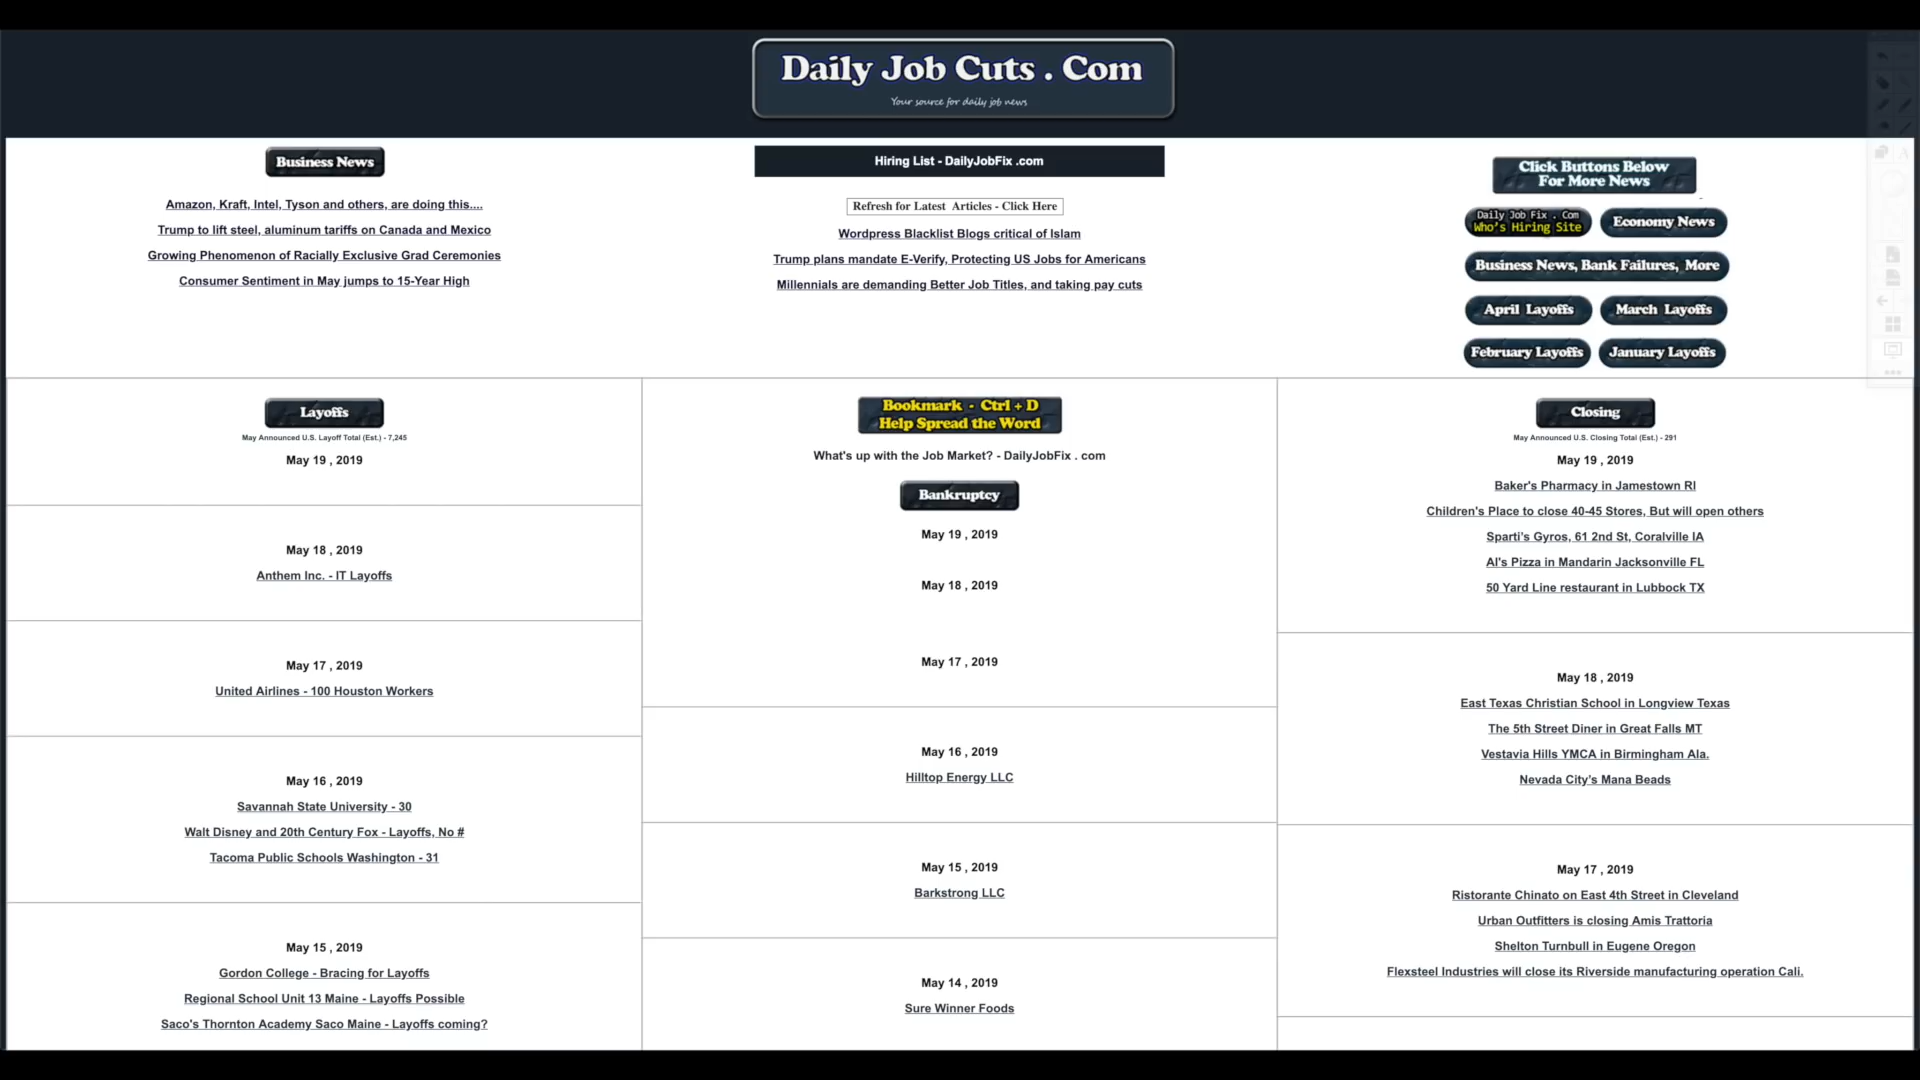 Daily Job Cuts . Com
Your source for daily job news
Business News
Amazon, Kraft, Intel, Tyson and others, are doing this....
Trump to lift steel, aluminum tariffs on Canada and Mexico
Growing Phenomenon of Racially Exclusive Grad Ceremonies
Consumer Sentiment in May jumps to 15-Year High
Hiring List - DailyJobFix .com
Refresh for Latest Articles - Click Here
Wordpress Blacklist Blogs critical of Islam
Trump plans mandate E-Verify, Protecting US Jobs for Americans
Millennials are demanding Better Job Titles, and taking pay cuts
Click Buttons Below
For More News
Daily Job Fix . Com
Who's Hiring Site
Economy News
Business News, Bank Failures, More
April Layoffs
March Layoffs
February Layoffs
January Layoffs
Layoffs
May Announced U.S. Layoff Total (Est.) - 7,245
May 19 , 2019
May 18 , 2019
Anthem Inc. - IT Layoffs
May 17 , 2019
United Airlines - 100 Houston Workers
May 16 , 2019
Savannah State University - 30
Walt Disney and 20th Century Fox - Layoffs, No #
Tacoma Public Schools Washington - 31
May 15 , 2019
Gordon College - Bracing for Layoffs
Regional School Unit 13 Maine - Layoffs Possible
Saco's Thornton Academy Saco Maine - Layoffs coming?
Bookmark - Ctrl + D
Help Spread the Word
What's up with the Job Market? - DailyJobFix . com
Bankruptcy
May 19 , 2019
May 18 , 2019
May 17 , 2019
May 16 , 2019
Hilltop Energy LLC
May 15 , 2019
Barkstrong LLC
May 14 , 2019
Sure Winner Foods
Closing
May Announced U.S. Closing Total (Est.) - 291
May 19 , 2019
Baker's Pharmacy in Jamestown RI
Children's Place to close 40-45 Stores, But will open others
Sparti's Gyros, 61 2nd St, Coralville IA
Al's Pizza in Mandarin Jacksonville FL
50 Yard Line restaurant in Lubbock TX
May 18 , 2019
East Texas Christian School in Longview Texas
The 5th Street Diner in Great Falls MT
Vestavia Hills YMCA in Birmingham Ala.
Nevada City's Mana Beads
May 17 , 2019
Ristorante Chinato on East 4th Street in Cleveland
Urban Outfitters is closing Amis Trattoria
Shelton Turnbull in Eugene Oregon
Flexsteel Industries will close its Riverside manufacturing operation Cali.